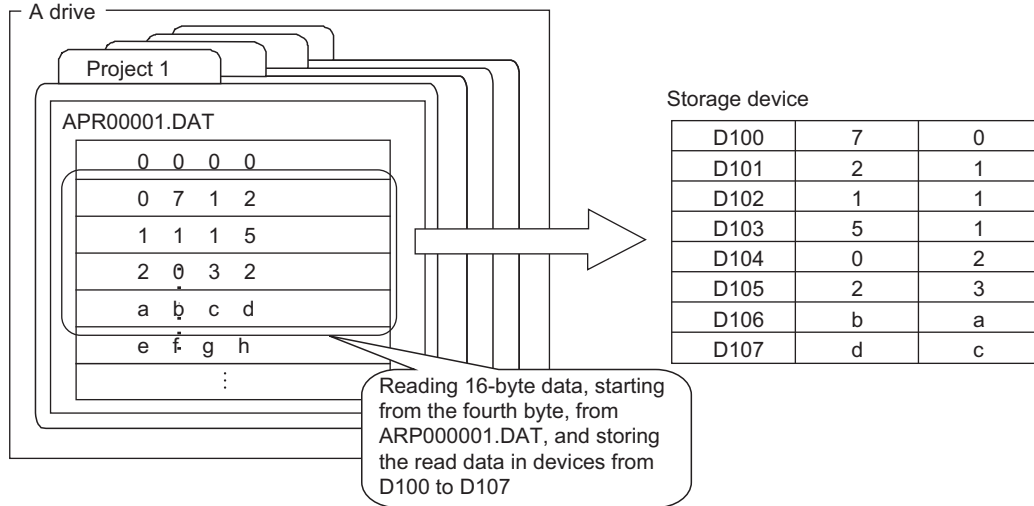 A drive
Project 1
APR00001.DAT
0 0 0 0
0 7 1 2
1 1 1 5
2 0 3 2
a b c d
e f g h
⋮
Storage device
D100 7 0
D101 2 1
D102 1 1
D103 5 1
D104 0 2
D105 2 3
D106 b a
D107 d c
Reading 16-byte data, starting
from the fourth byte, from
ARP000001.DAT, and storing
the read data in devices from
D100 to D107